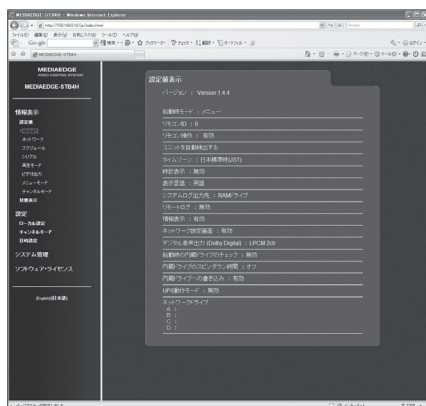 MEDIAEDGE-STB4H - Windows Internet Explorer
Google
MEDIAEDGE-STB4H
MEDIAEDGE
MEDIAEDGE-STB4H
情報表示
設定値
ネットワーク
スケジュール
シリアル
再生モード
ビデオ出力
メニューモード
チャンネルモード
状態表示
設定
ローカル設定
チャンネルモード
日時設定
システム管理
ソフトウェア・ライセンス
[English][日本語]
設定値表示
バージョン : Version 1.4.4
起動時モード : メニュー
リモコンID : 0
リモコン操作 : 有効
ユニットを自動検出する
タイムゾーン : 日本標準時(JST)
時計表示 : 無効
表示言語 : 英語
システムログ出力先 : RAMドライブ
リモートログ : 無効
情報表示 : 有効
ネットワーク設定画面 : 有効
デジタル音声出力 (Dolby Digital) : LPCM 2ch
起動時の内蔵ドライブのチェック : 無効
内蔵ドライブのスピンダウン時間 : オフ
内蔵ドライブへの書き込み : 有効
UPS動作モード : 無効
ネットワークドライブ
A :
B :
C :
D :